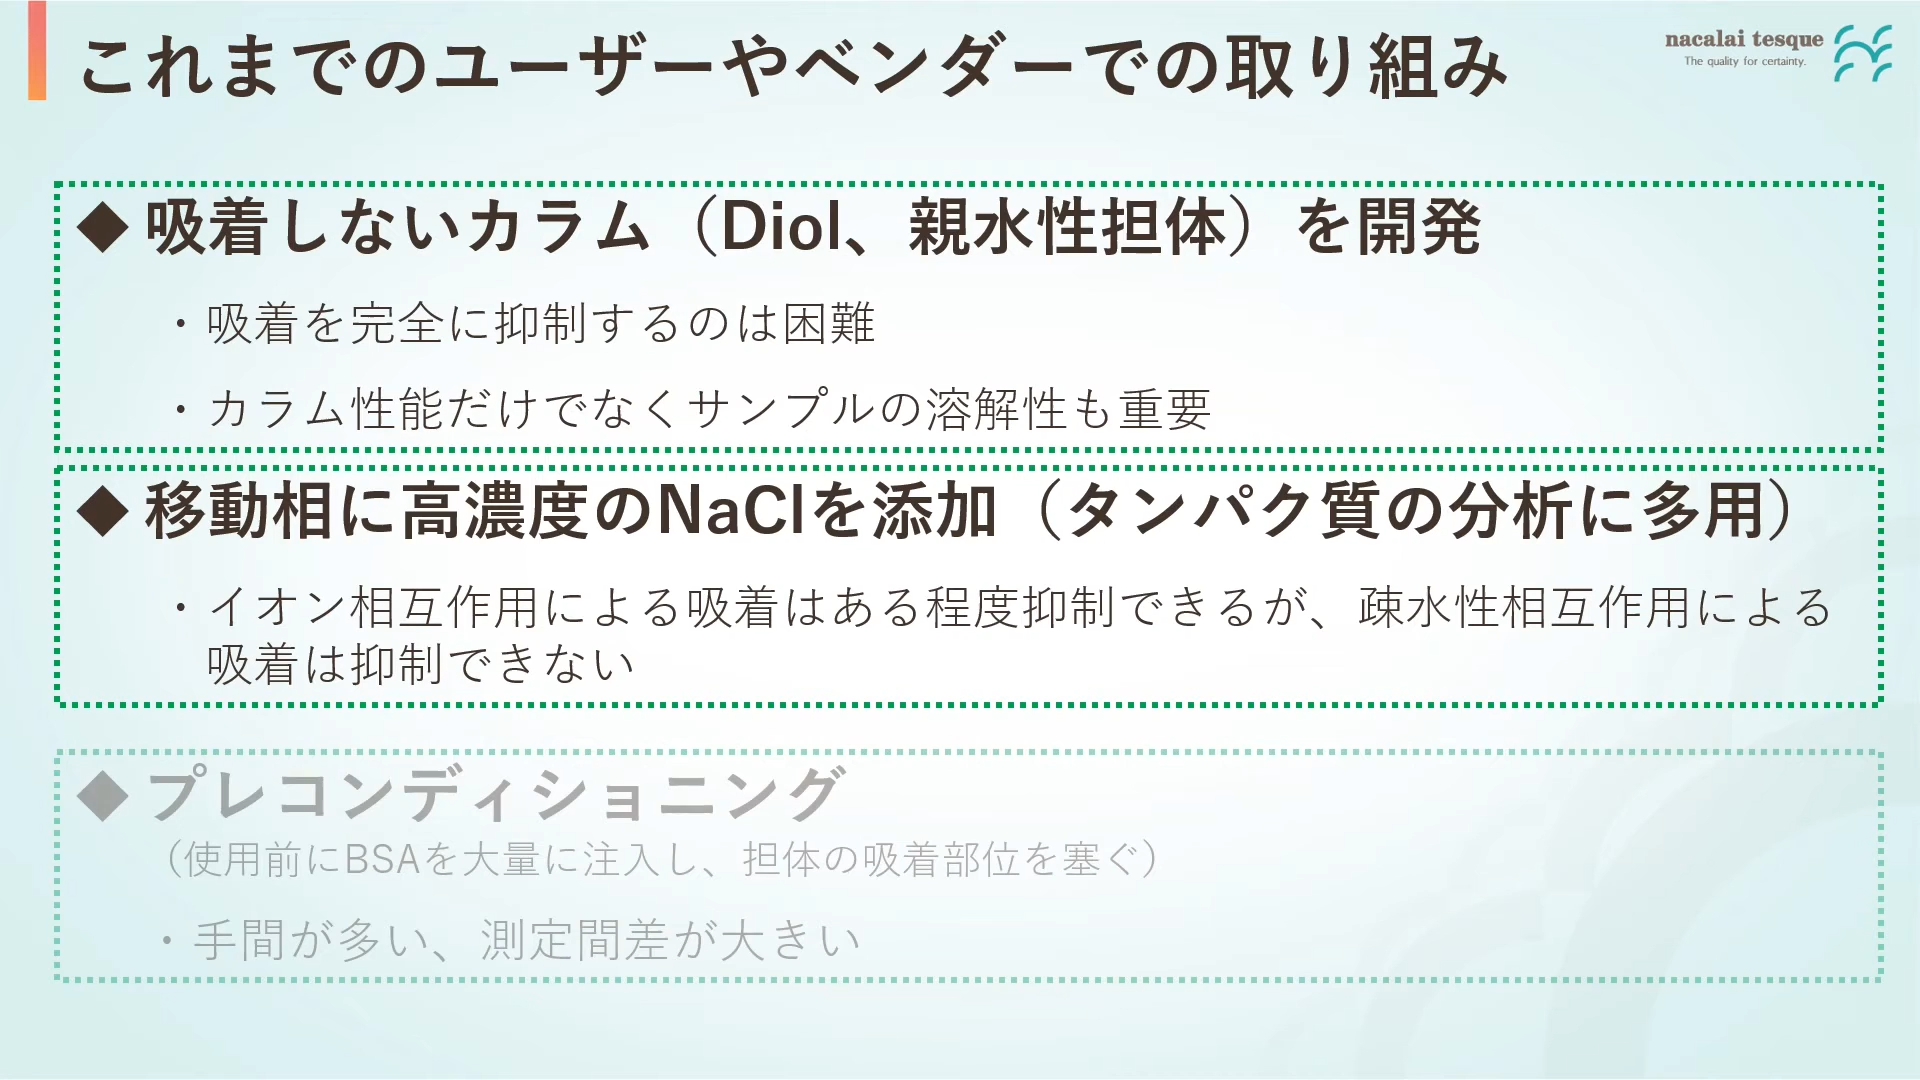 これまでのユーザーやベンダーでの取り組み
nacalai tesque
The quality for certainty.
◆ 吸着しないカラム（Diol、親水性担体）を開発
・吸着を完全に抑制するのは困難
・カラム性能だけでなくサンプルの溶解性も重要
◆ 移動相に高濃度のNaClを添加（タンパク質の分析に多用）
・イオン相互作用による吸着はある程度抑制できるが、疎水性相互作用による
吸着は抑制できない
◆ プレコンディショニング
（使用前にBSAを大量に注入し、担体の吸着部位を塞ぐ）
・手間が多い、測定間差が大きい